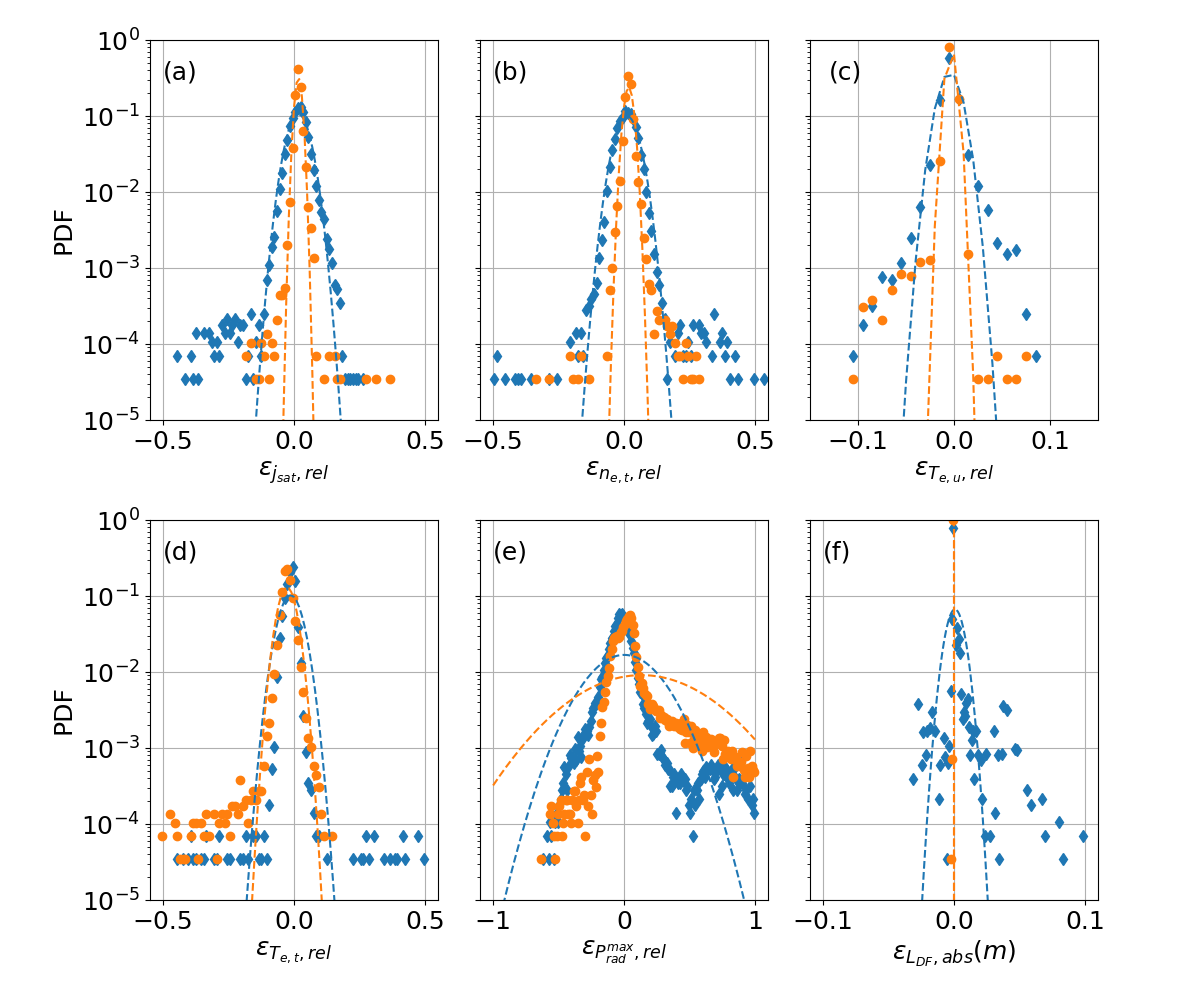 (a) (b) (c)
PDF
10⁰
10⁻¹
10⁻²
10⁻³
10⁻⁴
10⁻⁵
−0.5 0.0 0.5 −0.5 0.0 0.5 −0.1 0.0 0.1
ε_{j_{sat}, rel} ε_{n_{e,t}, rel} ε_{T_{e,u}, rel}
(d) (e) (f)
PDF
10⁰
10⁻¹
10⁻²
10⁻³
10⁻⁴
10⁻⁵
−0.5 0.0 0.5 −1 0 1 −0.1 0.0 0.1
ε_{T_{e,t}, rel} ε_{P_{rad}^{max}, rel} ε_{L_{DF}, abs}(m)